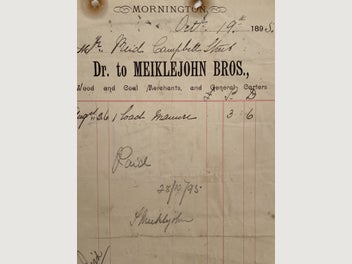 MORNINGTON,
Oct. 19th 1895
Mr. Reid Campbell Street
Dr. to MEIKLEJOHN BROS.,
Wood and Coal Merchants, and General Carters
£ S D
Aug 26 1 Load Manure 3 6
Paid
28/10/95
J Meiklejohn